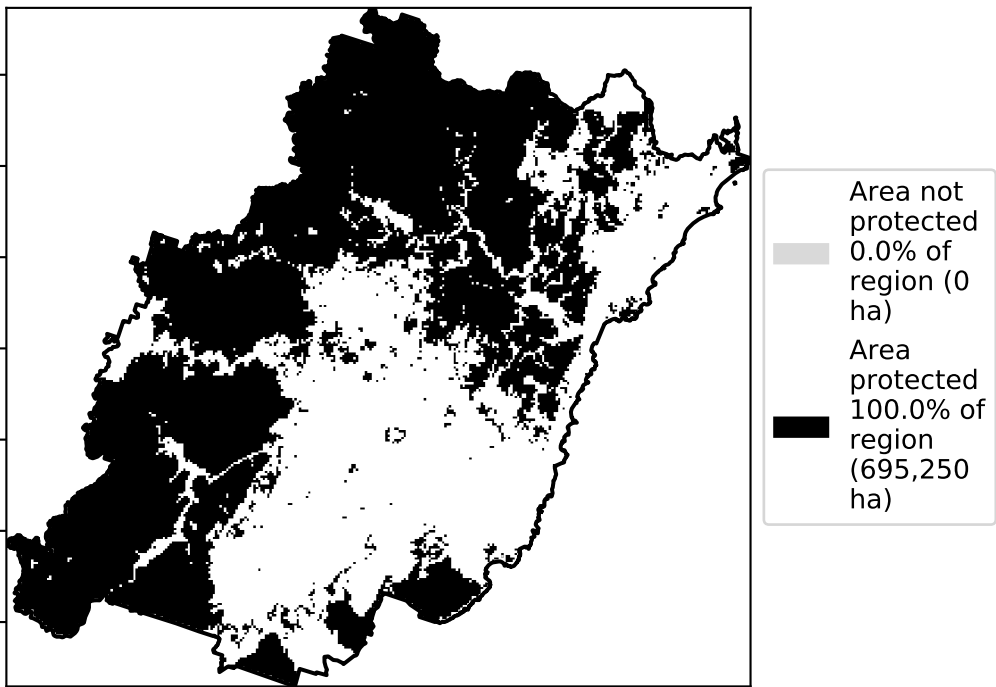 Area not
protected
0.0% of
region (0
ha)
Area
protected
100.0% of
region
(695,250
ha)